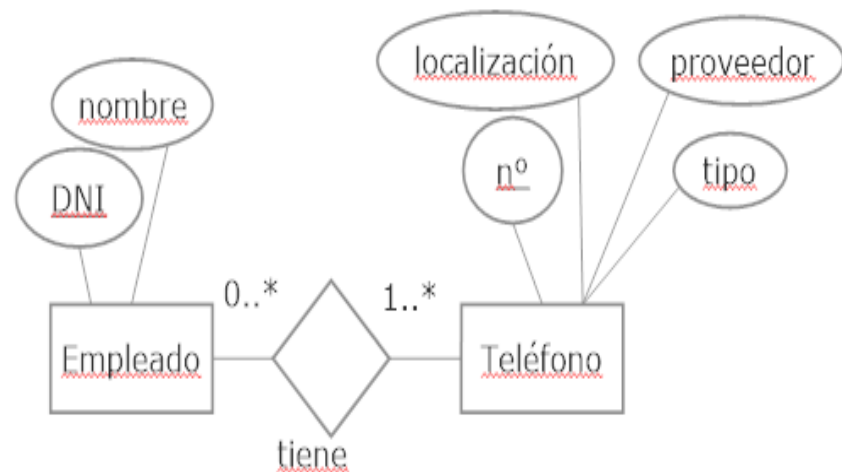 localización
proveedor
nombre
nº
tipo
DNI
0..*
1..*
Empleado
Teléfono
tiene